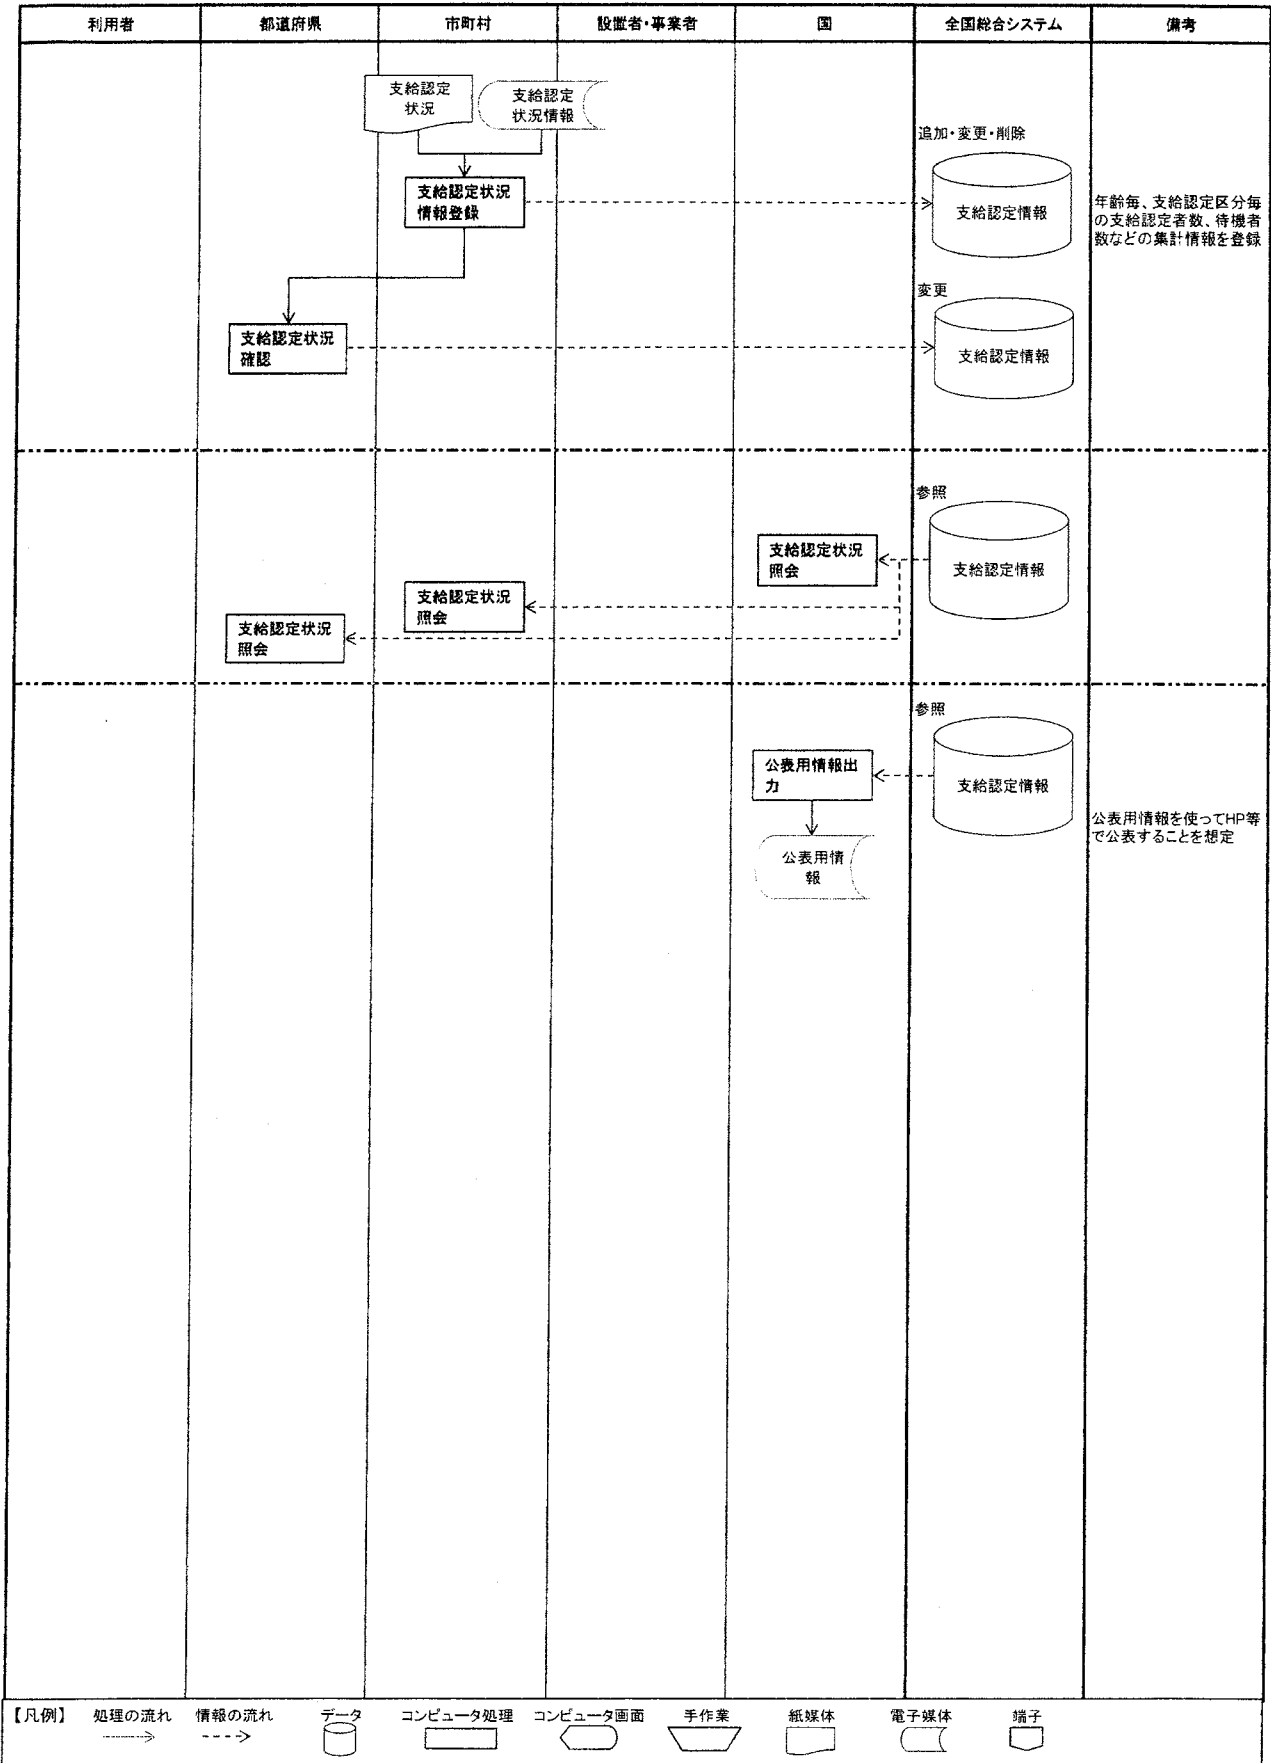 利用者
都道府県
市町村
設置者・事業者
国
全国総合システム
備考
支給認定
状況
支給認定
状況情報
追加・変更・削除
支給認定状況
情報登録
支給認定情報
年齢毎、支給認定区分毎
の支給認定者数、待機者
数などの集計情報を登録
変更
支給認定状況
確認
支給認定情報
参照
支給認定状況
照会
支給認定情報
支給認定状況
照会
支給認定状況
照会
参照
公表用情報出
力
支給認定情報
公表用情報を使ってHP等
で公表することを想定
公表用情
報
【凡例】
処理の流れ
情報の流れ
データ
コンピュータ処理
コンピュータ画面
手作業
紙媒体
電子媒体
端子